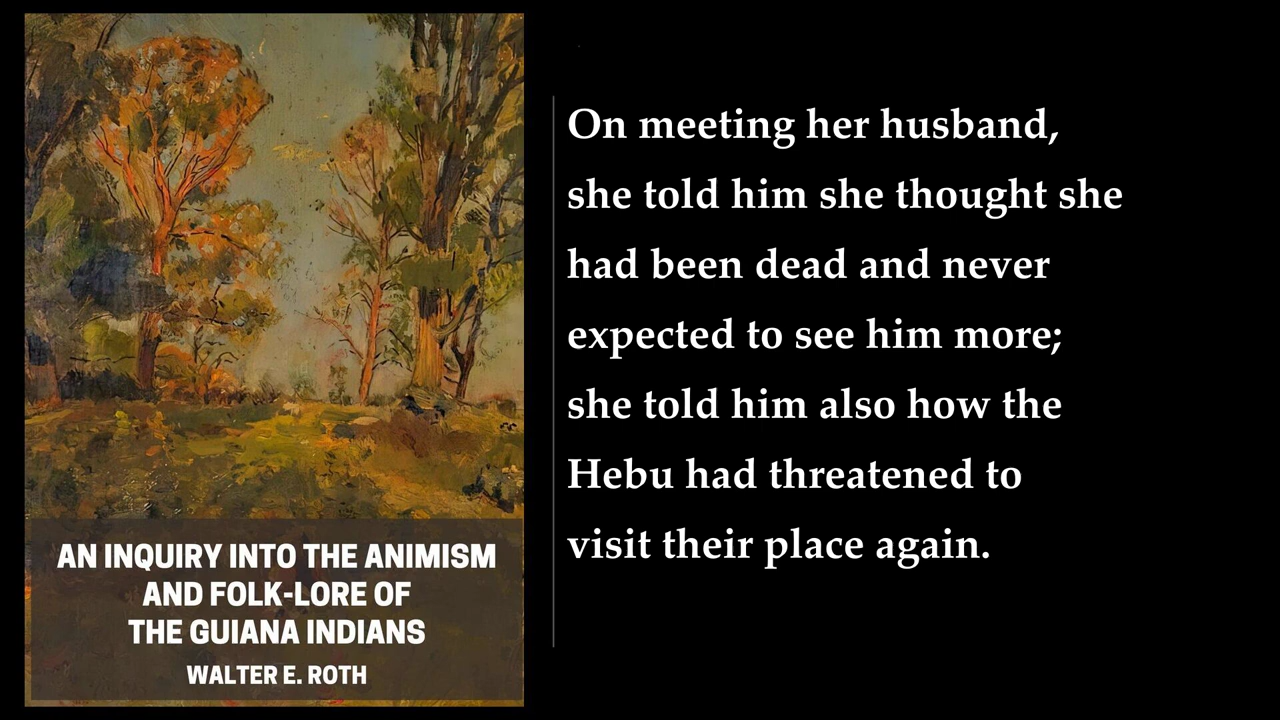 AN INQUIRY INTO THE ANIMISM
AND FOLK-LORE OF
THE GUIANA INDIANS
WALTER E. ROTH
On meeting her husband,
she told him she thought she
had been dead and never
expected to see him more;
she told him also how the
Hebu had threatened to
visit their place again.